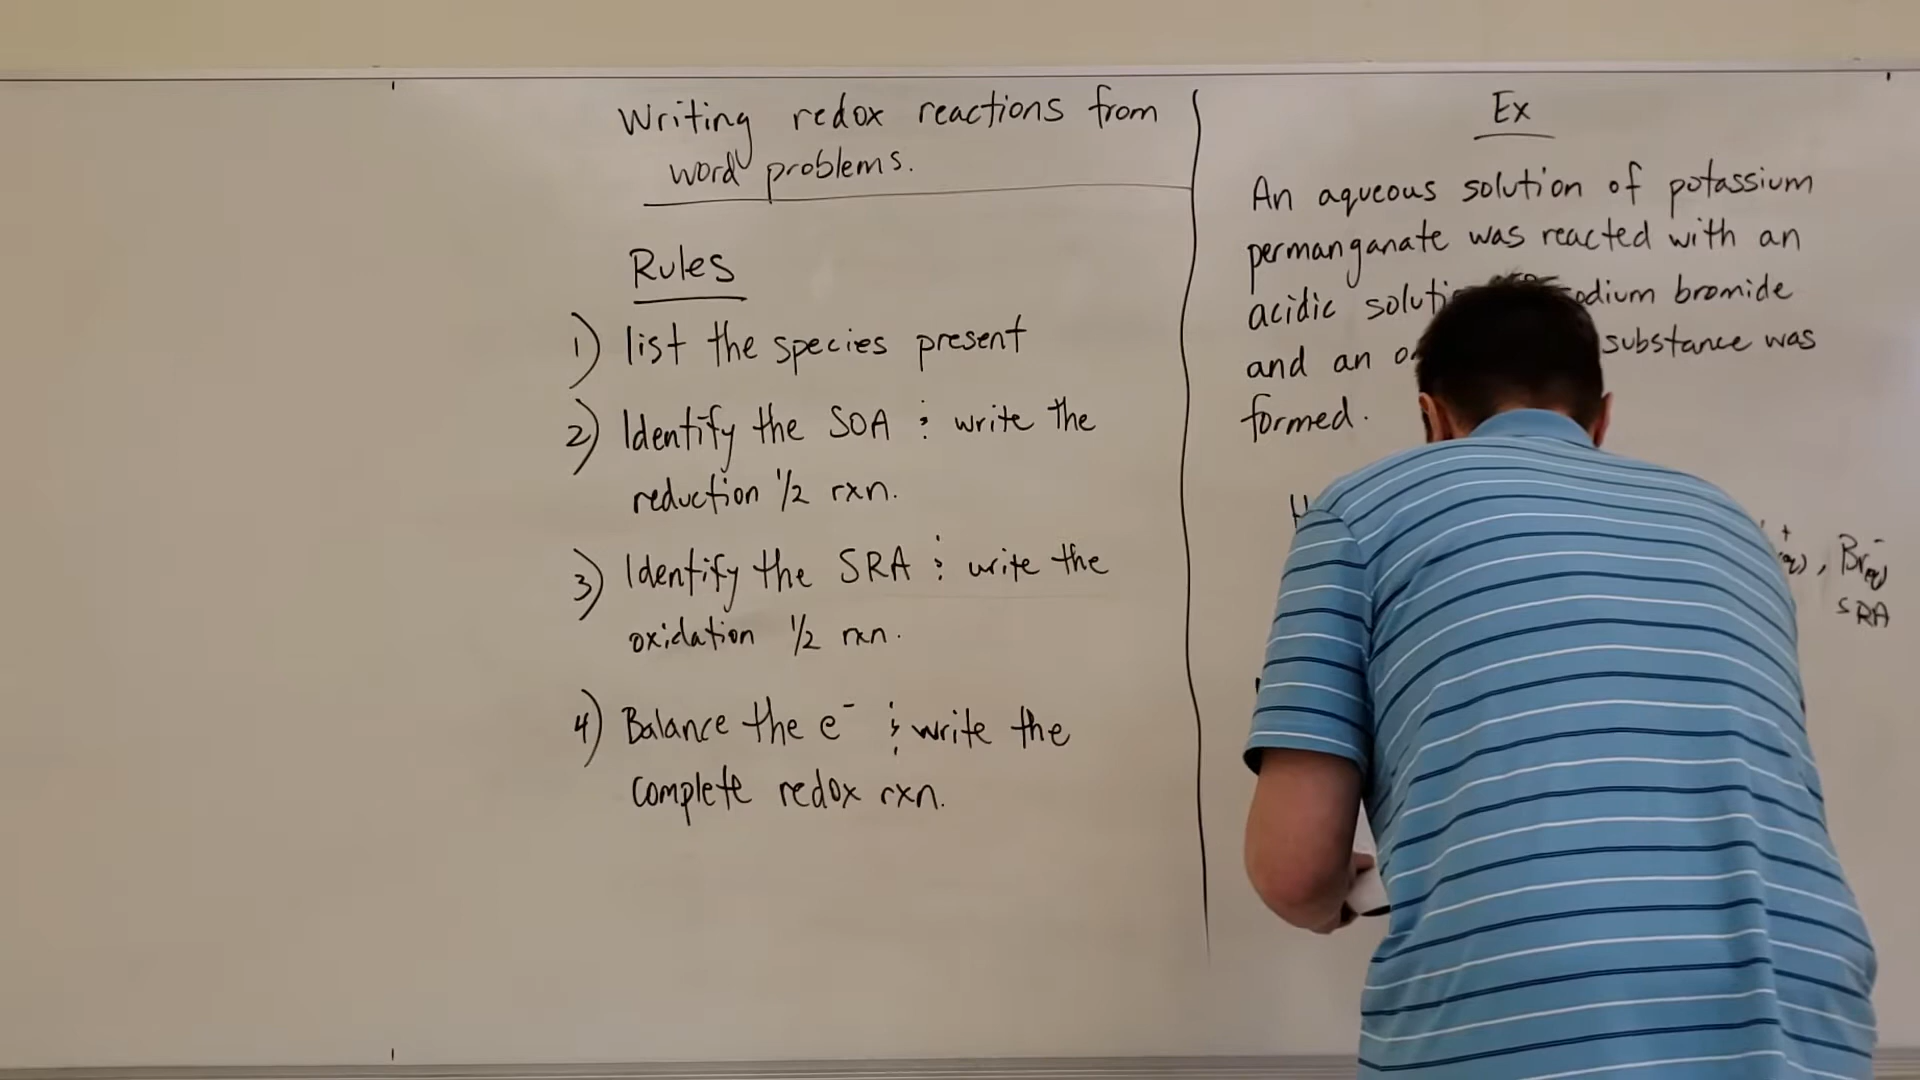 Writing redox reactions from
word problems.
Rules
1) list the species present
2) Identify the SOA & write the
reduction 1/2 rxn.
3) Identify the SRA & write the
oxidation 1/2 rxn.
4) Balance the e⁻ & write the
complete redox rxn.
Ex
An aqueous solution of potassium
permanganate was reacted with an
acidic bromide
and an substance was
formed.
, Br⁻(aq)
SRA